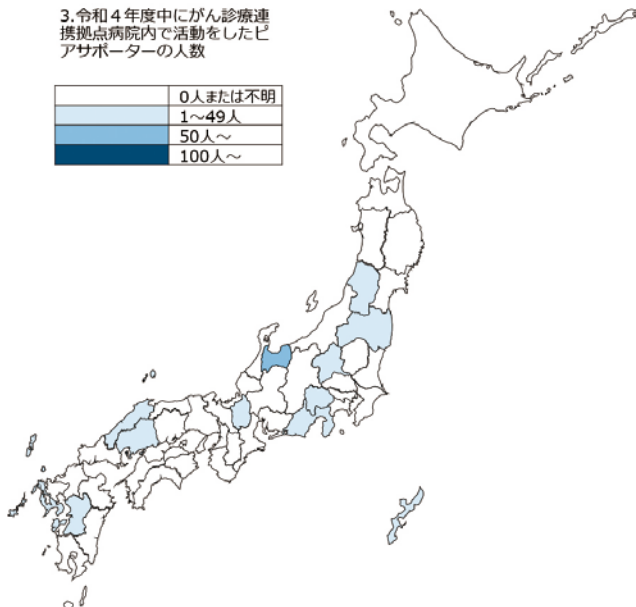 3.令和４年度中にがん診療連
携拠点病院内で活動をしたピ
アサポーターの人数
0人または不明
1～49人
50人～
100人～